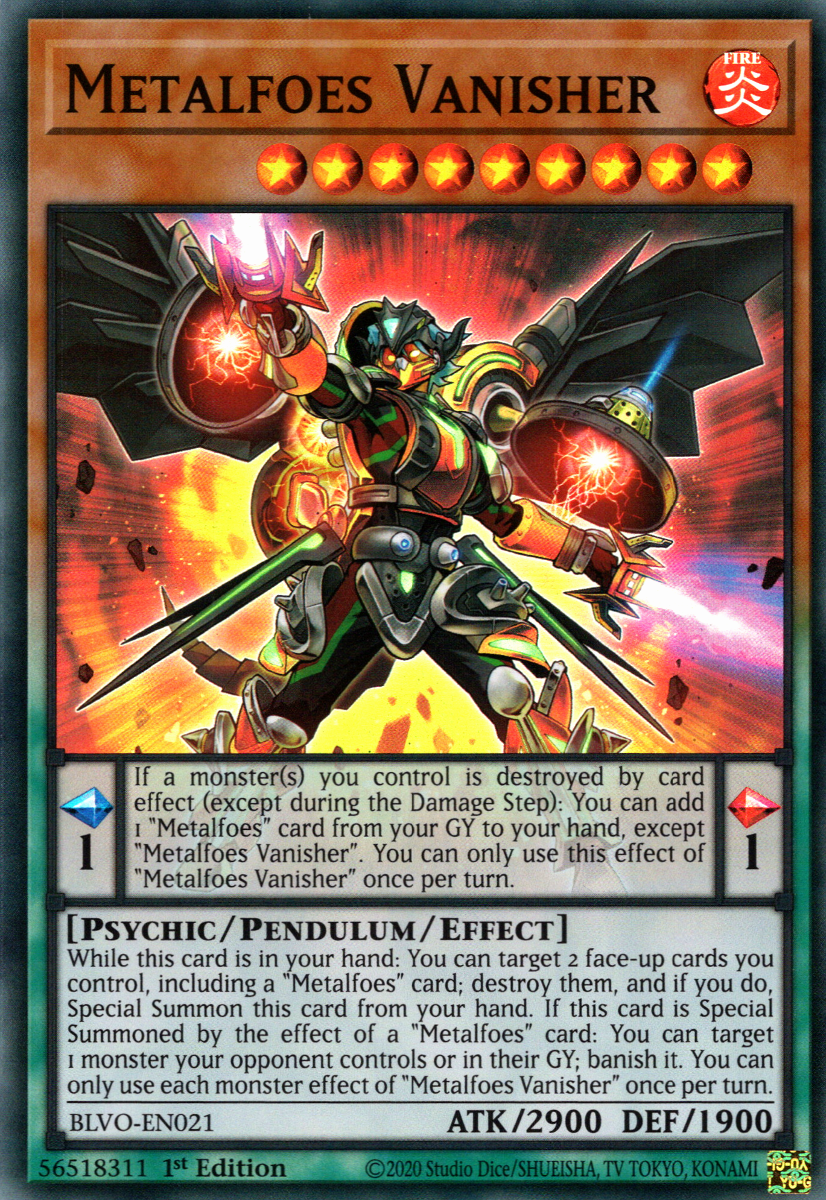 METALFOES VANISHER
FIRE
炎
If a monster(s) you control is destroyed by card
effect (except during the Damage Step): You can add
1 "Metalfoes" card from your GY to your hand, except
"Metalfoes Vanisher". You can only use this effect of
"Metalfoes Vanisher" once per turn.
1
1
[PSYCHIC/PENDULUM/EFFECT]
While this card is in your hand: You can target 2 face-up cards you
control, including a "Metalfoes" card; destroy them, and if you do,
Special Summon this card from your hand. If this card is Special
Summoned by the effect of a "Metalfoes" card: You can target
1 monster your opponent controls or in their GY; banish it. You can
only use each monster effect of "Metalfoes Vanisher" once per turn.
BLVO-EN021
ATK/2900 DEF/1900
56518311 1st Edition
©2020 Studio Dice/SHUEISHA, TV TOKYO, KONAMI